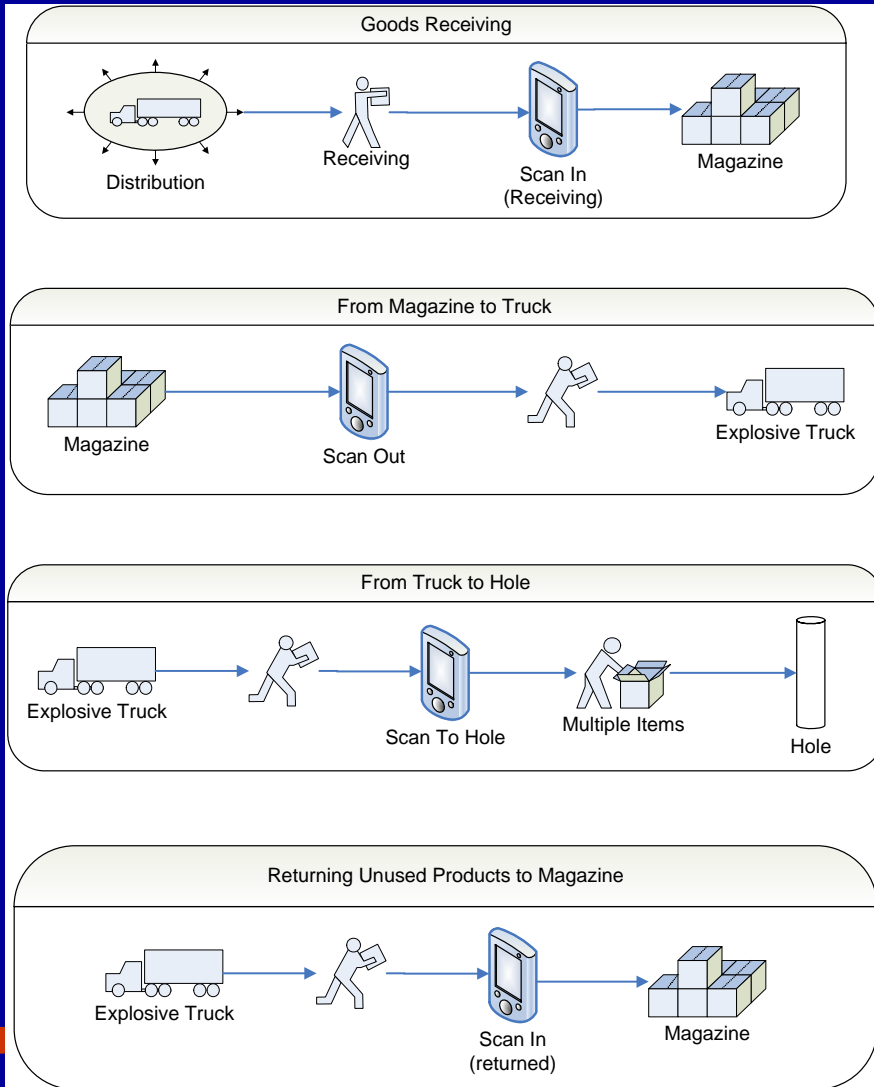 Goods Receiving
Distribution
Receiving
Scan In
(Receiving)
Magazine
From Magazine to Truck
Magazine
Scan Out
Explosive Truck
From Truck to Hole
Explosive Truck
Scan To Hole
Multiple Items
Hole
Returning Unused Products to Magazine
Explosive Truck
Scan In
(returned)
Magazine